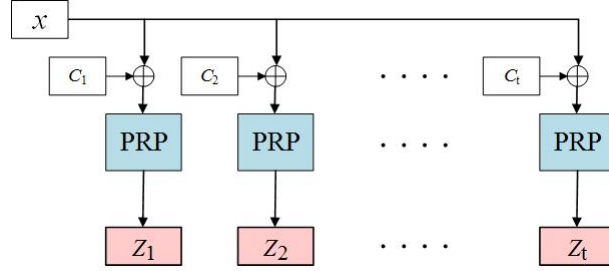 x
C1
C2
. . . .
Ct
PRP
PRP
. . . .
PRP
Z1
Z2
. . . .
Zt